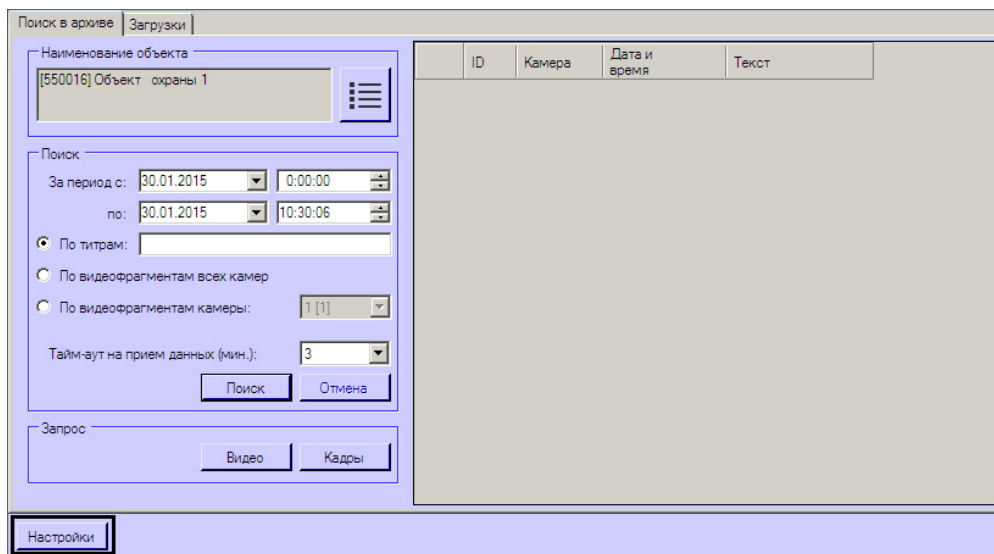 Поиск в архиве Загрузки
Наименование объекта
[550016] Объект охраны 1
ID Камера Дата и время Текст
Поиск
За период с: 30.01.2015 0:00:00
по: 30.01.2015 10:30:06
По титрам:
По видеофрагментам всех камер
По видеофрагментам камеры: 1 [1]
Тайм-аут на прием данных (мин.): 3
Поиск Отмена
Запрос
Видео Кадры
Настройки